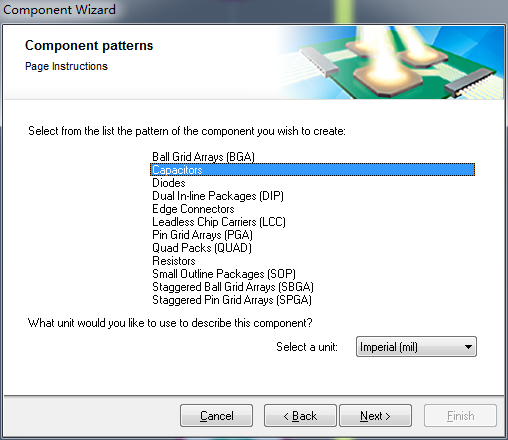 Component Wizard
Component patterns
Page Instructions
Select from the list the pattern of the component you wish to create:
Ball Grid Arrays (BGA)
Capacitors
Diodes
Dual In-line Packages (DIP)
Edge Connectors
Leadless Chip Carriers (LCC)
Pin Grid Arrays (PGA)
Quad Packs (QUAD)
Resistors
Small Outline Packages (SOP)
Staggered Ball Grid Arrays (SBGA)
Staggered Pin Grid Arrays (SPGA)
What unit would you like to use to describe this component?
Select a unit: Imperial (mil)
Cancel < Back Next > Finish